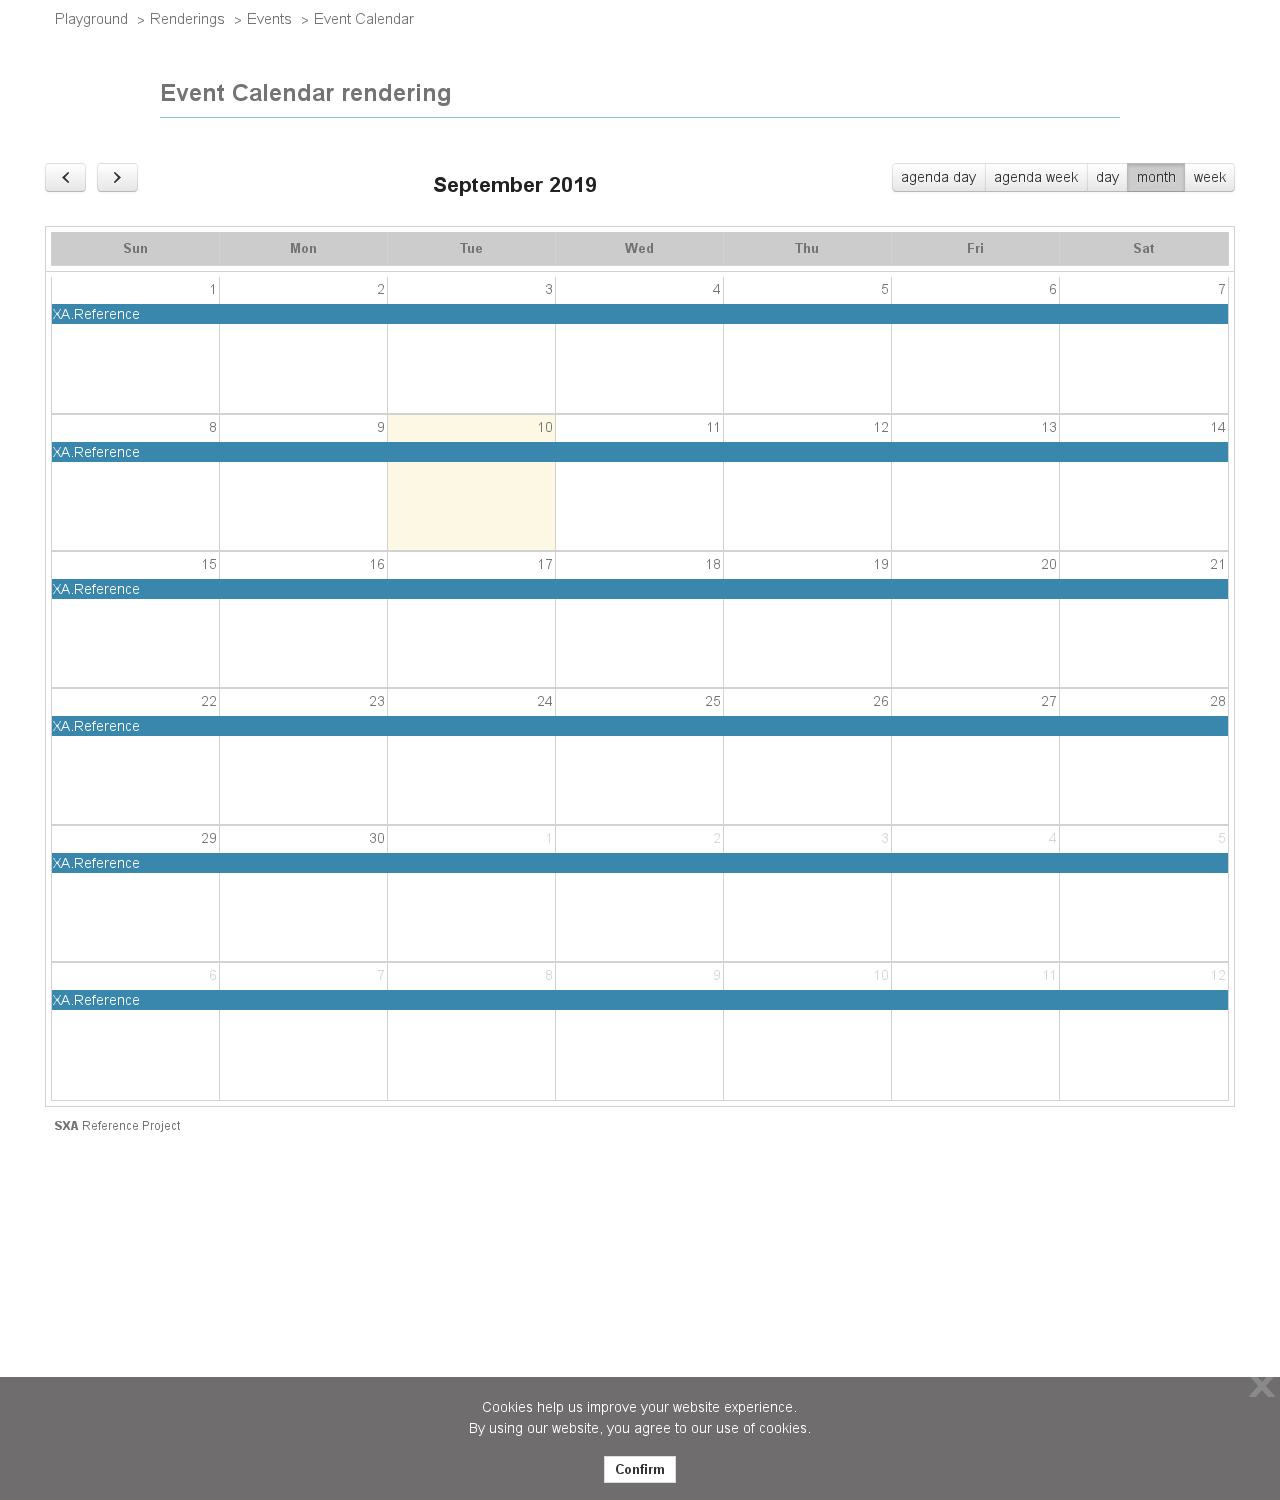 Playground > Renderings > Events > Event Calendar
Event Calendar rendering
September 2019
agenda day agenda week day month week
Sun Mon Tue Wed Thu Fri Sat
1 2 3 4 5 6 7
XA.Reference
8 9 10 11 12 13 14
XA.Reference
15 16 17 18 19 20 21
XA.Reference
22 23 24 25 26 27 28
XA.Reference
29 30 1 2 3 4 5
XA.Reference
6 7 8 9 10 11 12
XA.Reference
SXA Reference Project
Cookies help us improve your website experience.
By using our website, you agree to our use of cookies.
Confirm